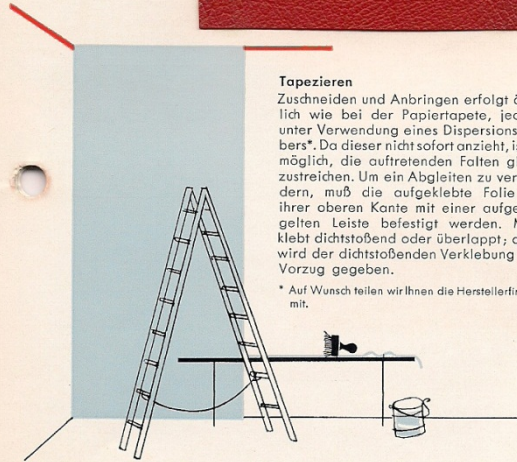 Tapezieren
Zuschneiden und Anbringen erfolgt
lich wie bei der Papiertapete,
unter Verwendung eines Dispersions
bers*. Da dieser nicht sofort anzieht,
möglich, die auftretenden Falten
zustreichen. Um ein Abgleiten zu
dern, muß die aufgeklebte Folie
ihrer oberen Kante mit einer
gelten Leiste befestigt werden.
klebt dichtstoßend oder überlappt;
wird der dichtstoßenden Verklebung
Vorzug gegeben.
* Auf Wunsch teilen wir Ihnen die
mit.